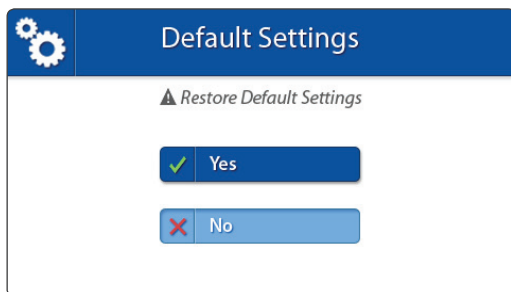 Default Settings
Restore Default Settings
Yes
No